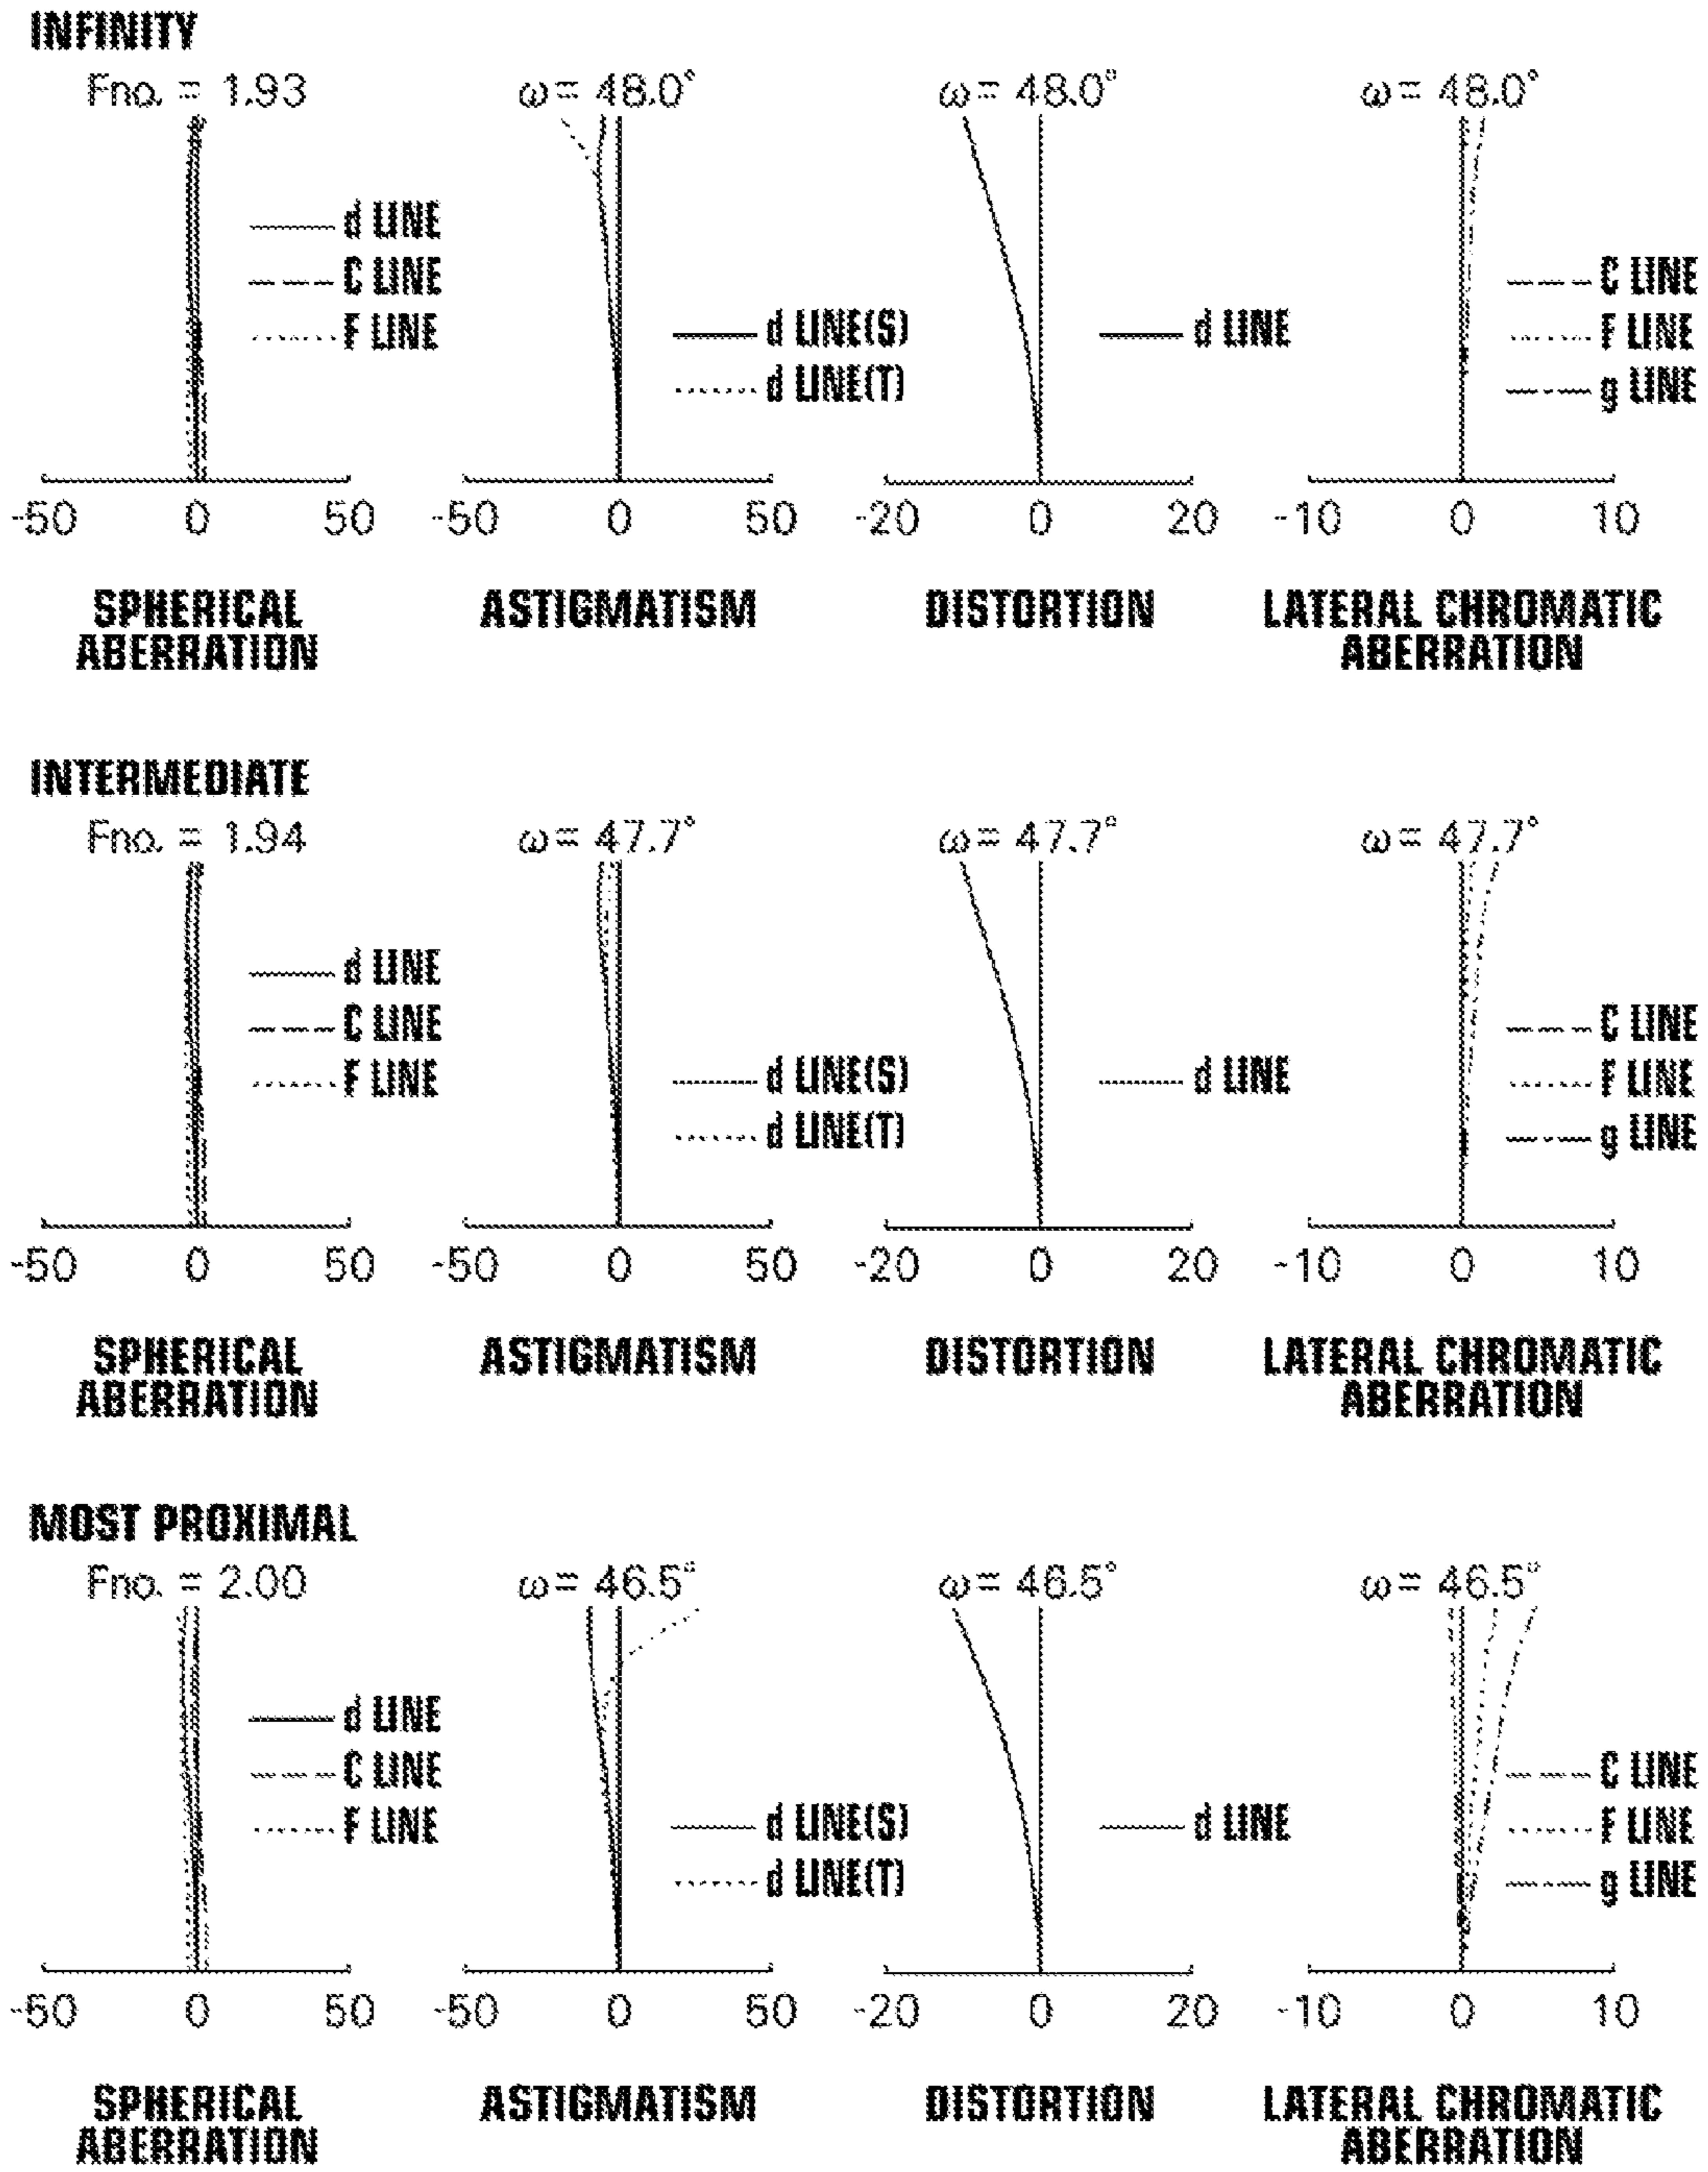 INFINITY
Fno. = 1.93
ω = 48.0°
ω = 48.0°
ω = 48.0°
d LINE
C LINE
F LINE
d LINE(S)
d LINE(T)
d LINE
C LINE
F LINE
g LINE
-50 0 50
-50 0 50
-20 0 20
-10 0 10
SPHERICAL
ABERRATION
ASTIGMATISM
DISTORTION
LATERAL CHROMATIC
ABERRATION
INTERMEDIATE
Fno. = 1.94
ω = 47.7°
ω = 47.7°
ω = 47.7°
d LINE
C LINE
F LINE
d LINE(S)
d LINE(T)
d LINE
C LINE
F LINE
g LINE
-50 0 50
-50 0 50
-20 0 20
-10 0 10
SPHERICAL
ABERRATION
ASTIGMATISM
DISTORTION
LATERAL CHROMATIC
ABERRATION
MOST PROXIMAL
Fno. = 2.00
ω = 46.5°
ω = 46.5°
ω = 46.5°
d LINE
C LINE
F LINE
d LINE(S)
d LINE(T)
d LINE
C LINE
F LINE
g LINE
-50 0 50
-50 0 50
-20 0 20
-10 0 10
SPHERICAL
ABERRATION
ASTIGMATISM
DISTORTION
LATERAL CHROMATIC
ABERRATION